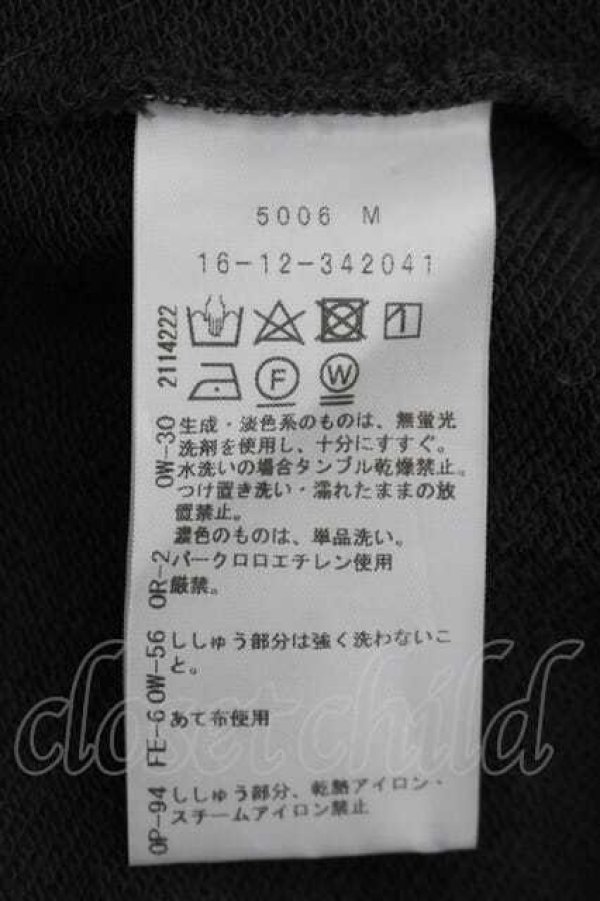 5006 M
16-12-342041
1
F
W
2114222
OW-30
生成・淡色系のものは、無蛍光
洗剤を使用し、十分にすすぐ。
水洗いの場合タンブル乾燥禁止。
つけ置き洗い・濡れたままの放
置禁止。
濃色のものは、単品洗い。
OR-2
パークロロエチレン使用
厳禁。
OW-56
ししゅう部分は強く洗わないこ
と。
FE-6
あて布使用
OP-94
ししゅう部分、乾熱アイロン・
スチームアイロン禁止
closetchild